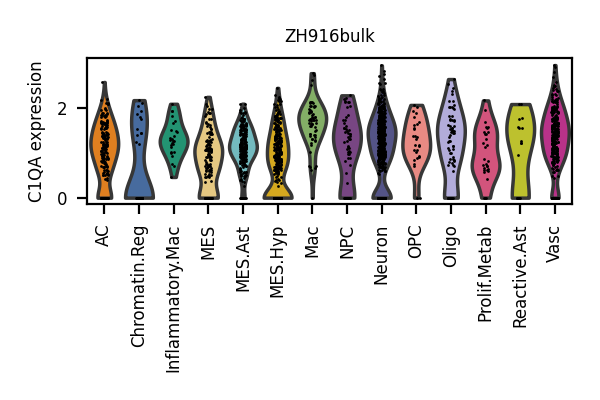 ZH916bulk
C1QA expression
2
0
AC
Chromatin.Reg
Inflammatory.Mac
MES
MES.Ast
MES.Hyp
Mac
NPC
Neuron
OPC
Oligo
Prolif.Metab
Reactive.Ast
Vasc